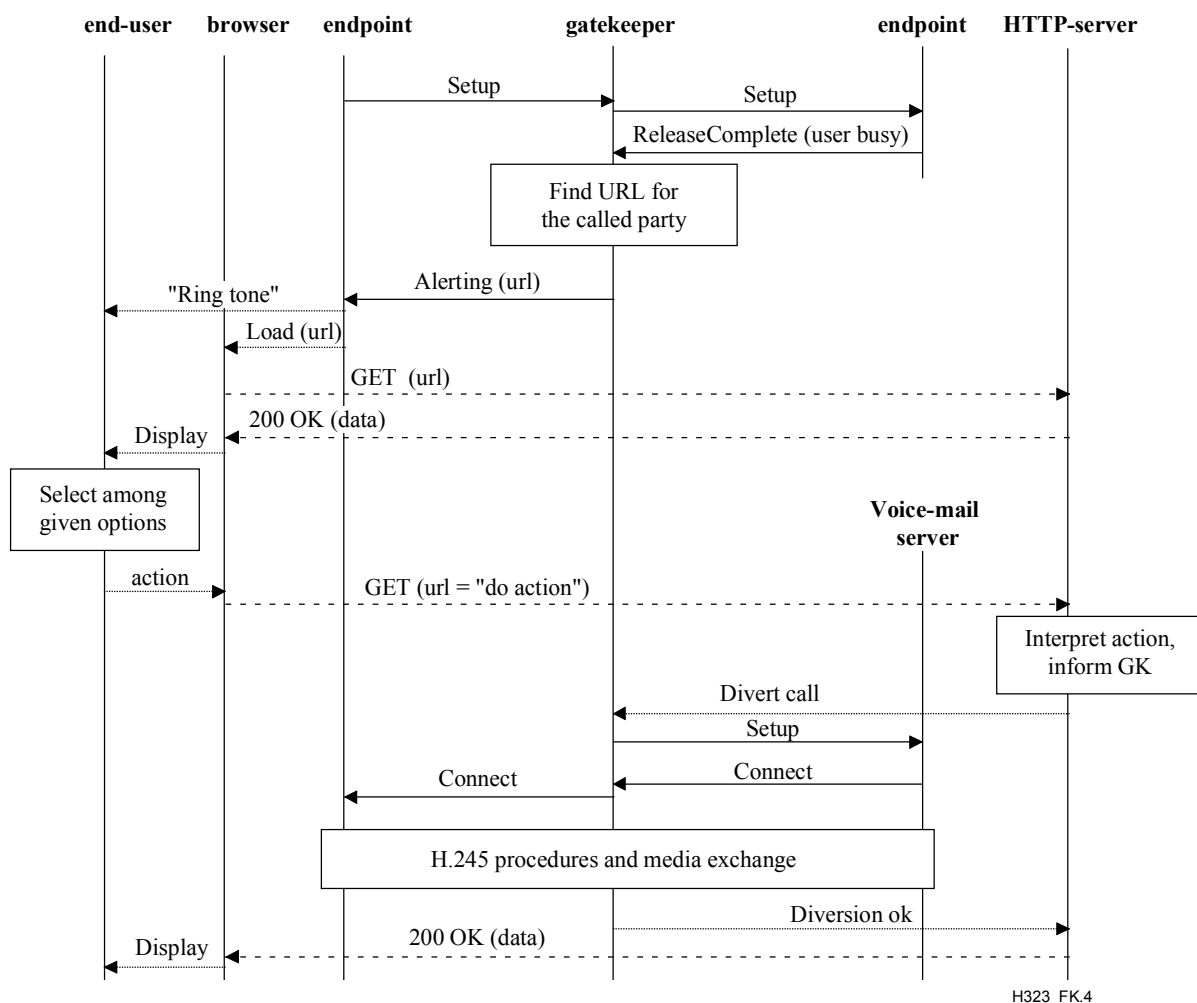 end-user browser endpoint gatekeeper endpoint HTTP-server
Setup
Setup
ReleaseComplete (user busy)
Find URL for
the called party
Alerting (url)
"Ring tone"
Load (url)
GET (url)
200 OK (data)
Display
Select among
given options
Voice-mail
server
action
GET (url = "do action")
Interpret action,
inform GK
Divert call
Setup
Connect
Connect
H.245 procedures and media exchange
Diversion ok
200 OK (data)
Display
H323_FK.4